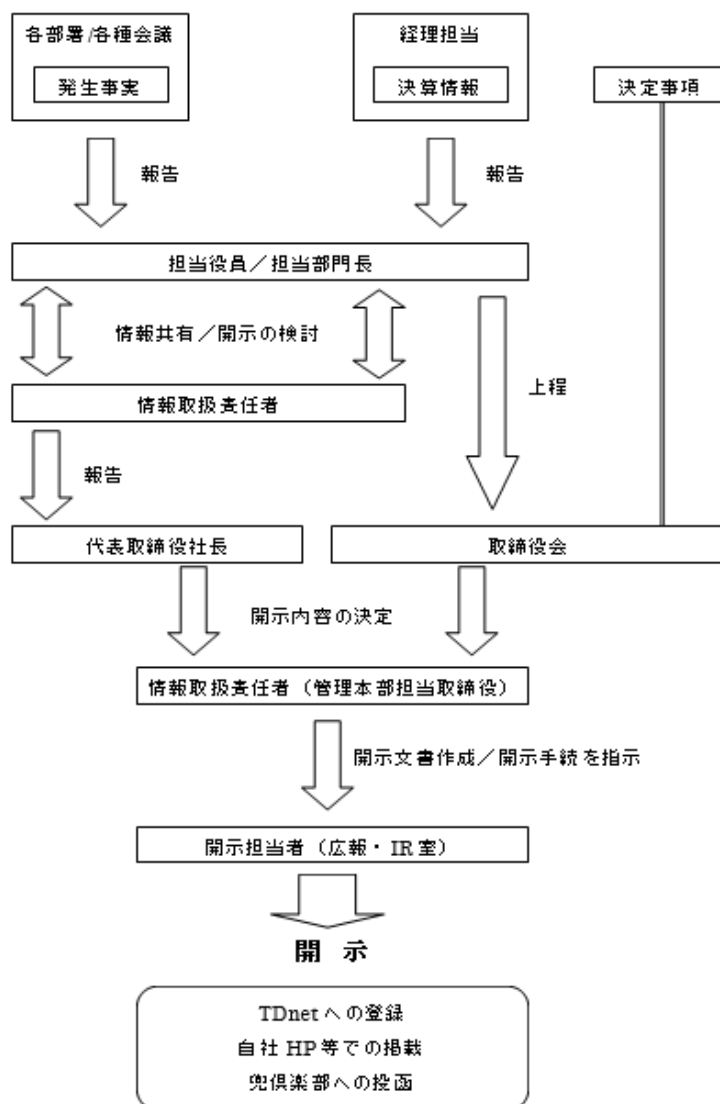 各部署/各種会議
発生事実
経理担当
決算情報
決定事項
報告
報告
担当役員／担当部門長
情報共有／開示の検討
上程
情報取扱責任者
報告
代表取締役社長
取締役会
開示内容の決定
情報取扱責任者（管理本部担当取締役）
開示文書作成／開示手続を指示
開示担当者（広報・IR室）
開 示
TDnetへの登録
自社HP等での掲載
兜倶楽部への投函